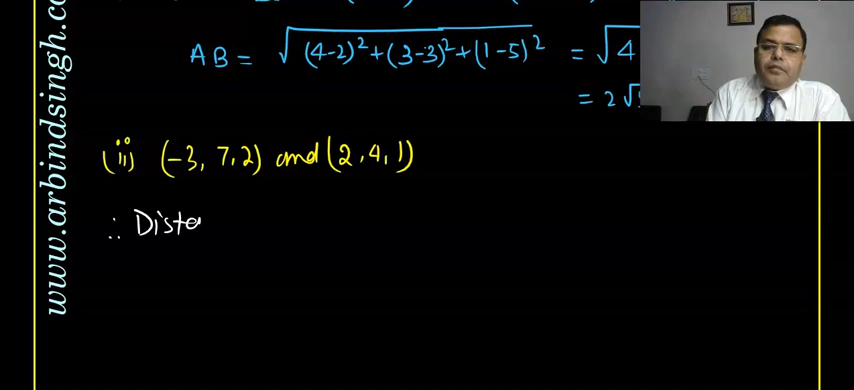 AB = √(4-2)²+(3-3)²+(1-5)² = √4
= 2√
(ii) (-3, 7, 2) and (2, 4, 1)
∴ Dista
www.arbindsingh.co